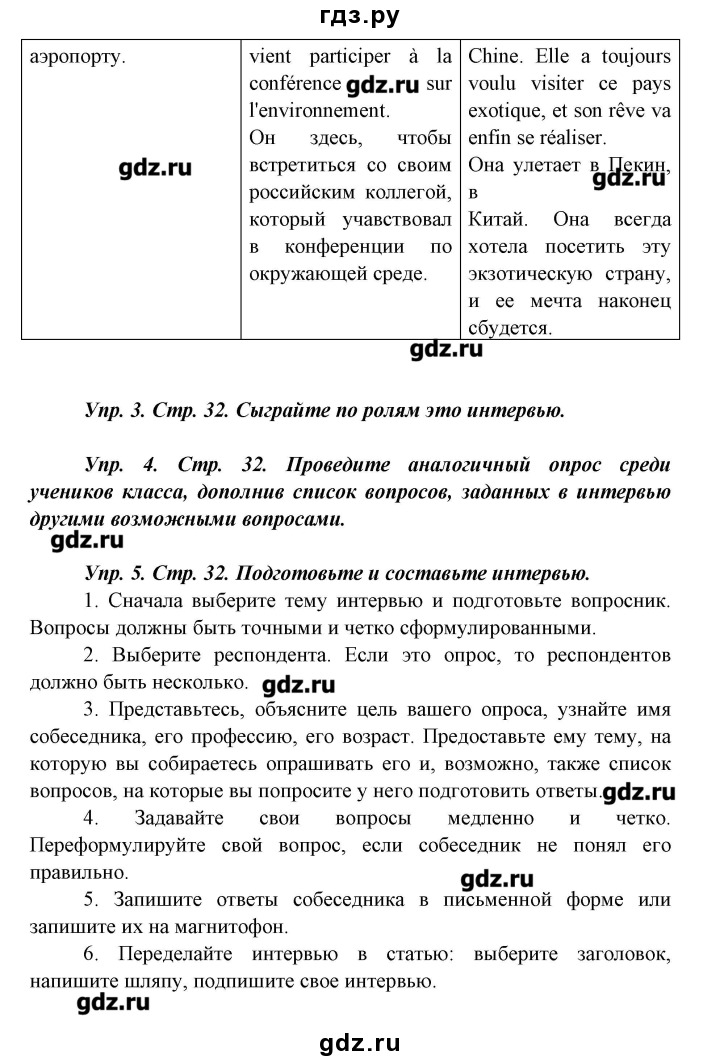 гдз.ру
аэропорту.
gdz.ru
vient participer à la
conférence gdz.ru sur
l'environnement.
Он здесь, чтобы
встретиться со своим
российским коллегой,
который учавствовал
в конференции по
окружающей среде.
Chine. Elle a toujours
voulu visiter ce pays
exotique, et son rêve va
enfin se réaliser.
Она улетает в Пекин,
gdz.ru
в
Китай. Она всегда
хотела посетить эту
экзотическую страну,
и ее мечта наконец
сбудется.
gdz.ru
Упр. 3. Стр. 32. Сыграйте по ролям это интервью.
Упр. 4. Стр. 32. Проведите аналогичный опрос среди
учеников класса, дополнив список вопросов, заданных в интервью
другими возможными вопросами.
gdz.ru
Упр. 5. Стр. 32. Подготовьте и составьте интервью.
1. Сначала выберите тему интервью и подготовьте вопросник.
Вопросы должны быть точными и четко сформулированными.
2. Выберите респондента. Если это опрос, то респондентов
должно быть несколько. gdz.ru
3. Представьтесь, объясните цель вашего опроса, узнайте имя
собеседника, его профессию, его возраст. Предоставьте ему тему, на
которую вы собираетесь опрашивать его и, возможно, также список
вопросов, на которые вы попросите у него подготовить ответы. gdz.ru
4. Задавайте свои вопросы медленно и четко.
Переформулируйте свой вопрос, если собеседник не понял его
правильно.
gdz.ru
5. Запишите ответы собеседника в письменной форме или
запишите их на магнитофон.
6. Переделайте интервью в статью: выберите заголовок,
напишите шляпу, подпишите свое интервью.
gdz.ru
gdz.ru